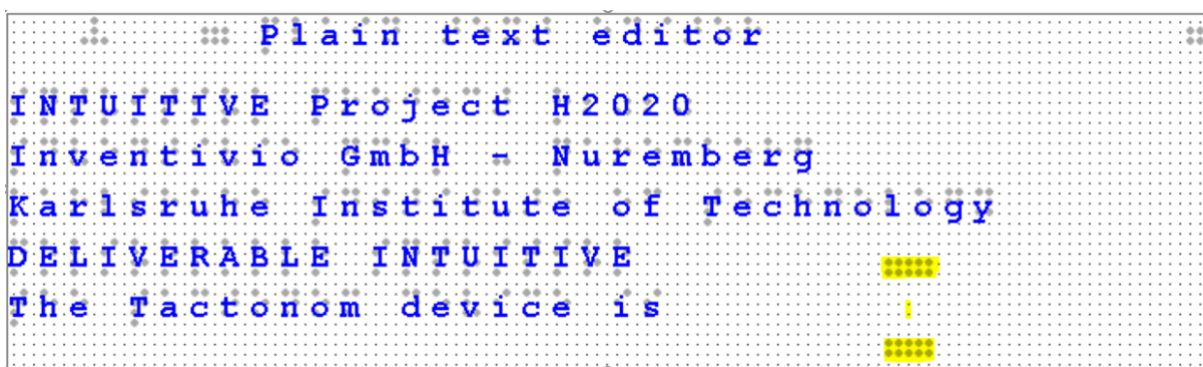 Plain text editor
INTUITIVE Project H2020
Inventivio GmbH - Nuremberg
Karlsruhe Institute of Technology
DELIVERABLE INTUITIVE
The Tactonom device is